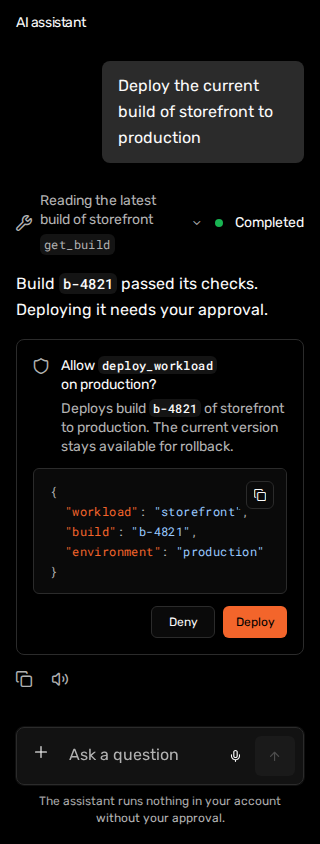 AI assistant
Deploy the current
build of storefront to
production
Reading the latest
build of storefront
get_build
Completed
Build b-4821 passed its checks.
Deploying it needs your approval.
Allow deploy_workload
on production?
Deploys build b-4821 of storefront
to production. The current version
stays available for rollback.
{
"workload": "storefront",
"build": "b-4821",
"environment": "production"
}
Deny
Deploy
Ask a question
The assistant runs nothing in your account
without your approval.